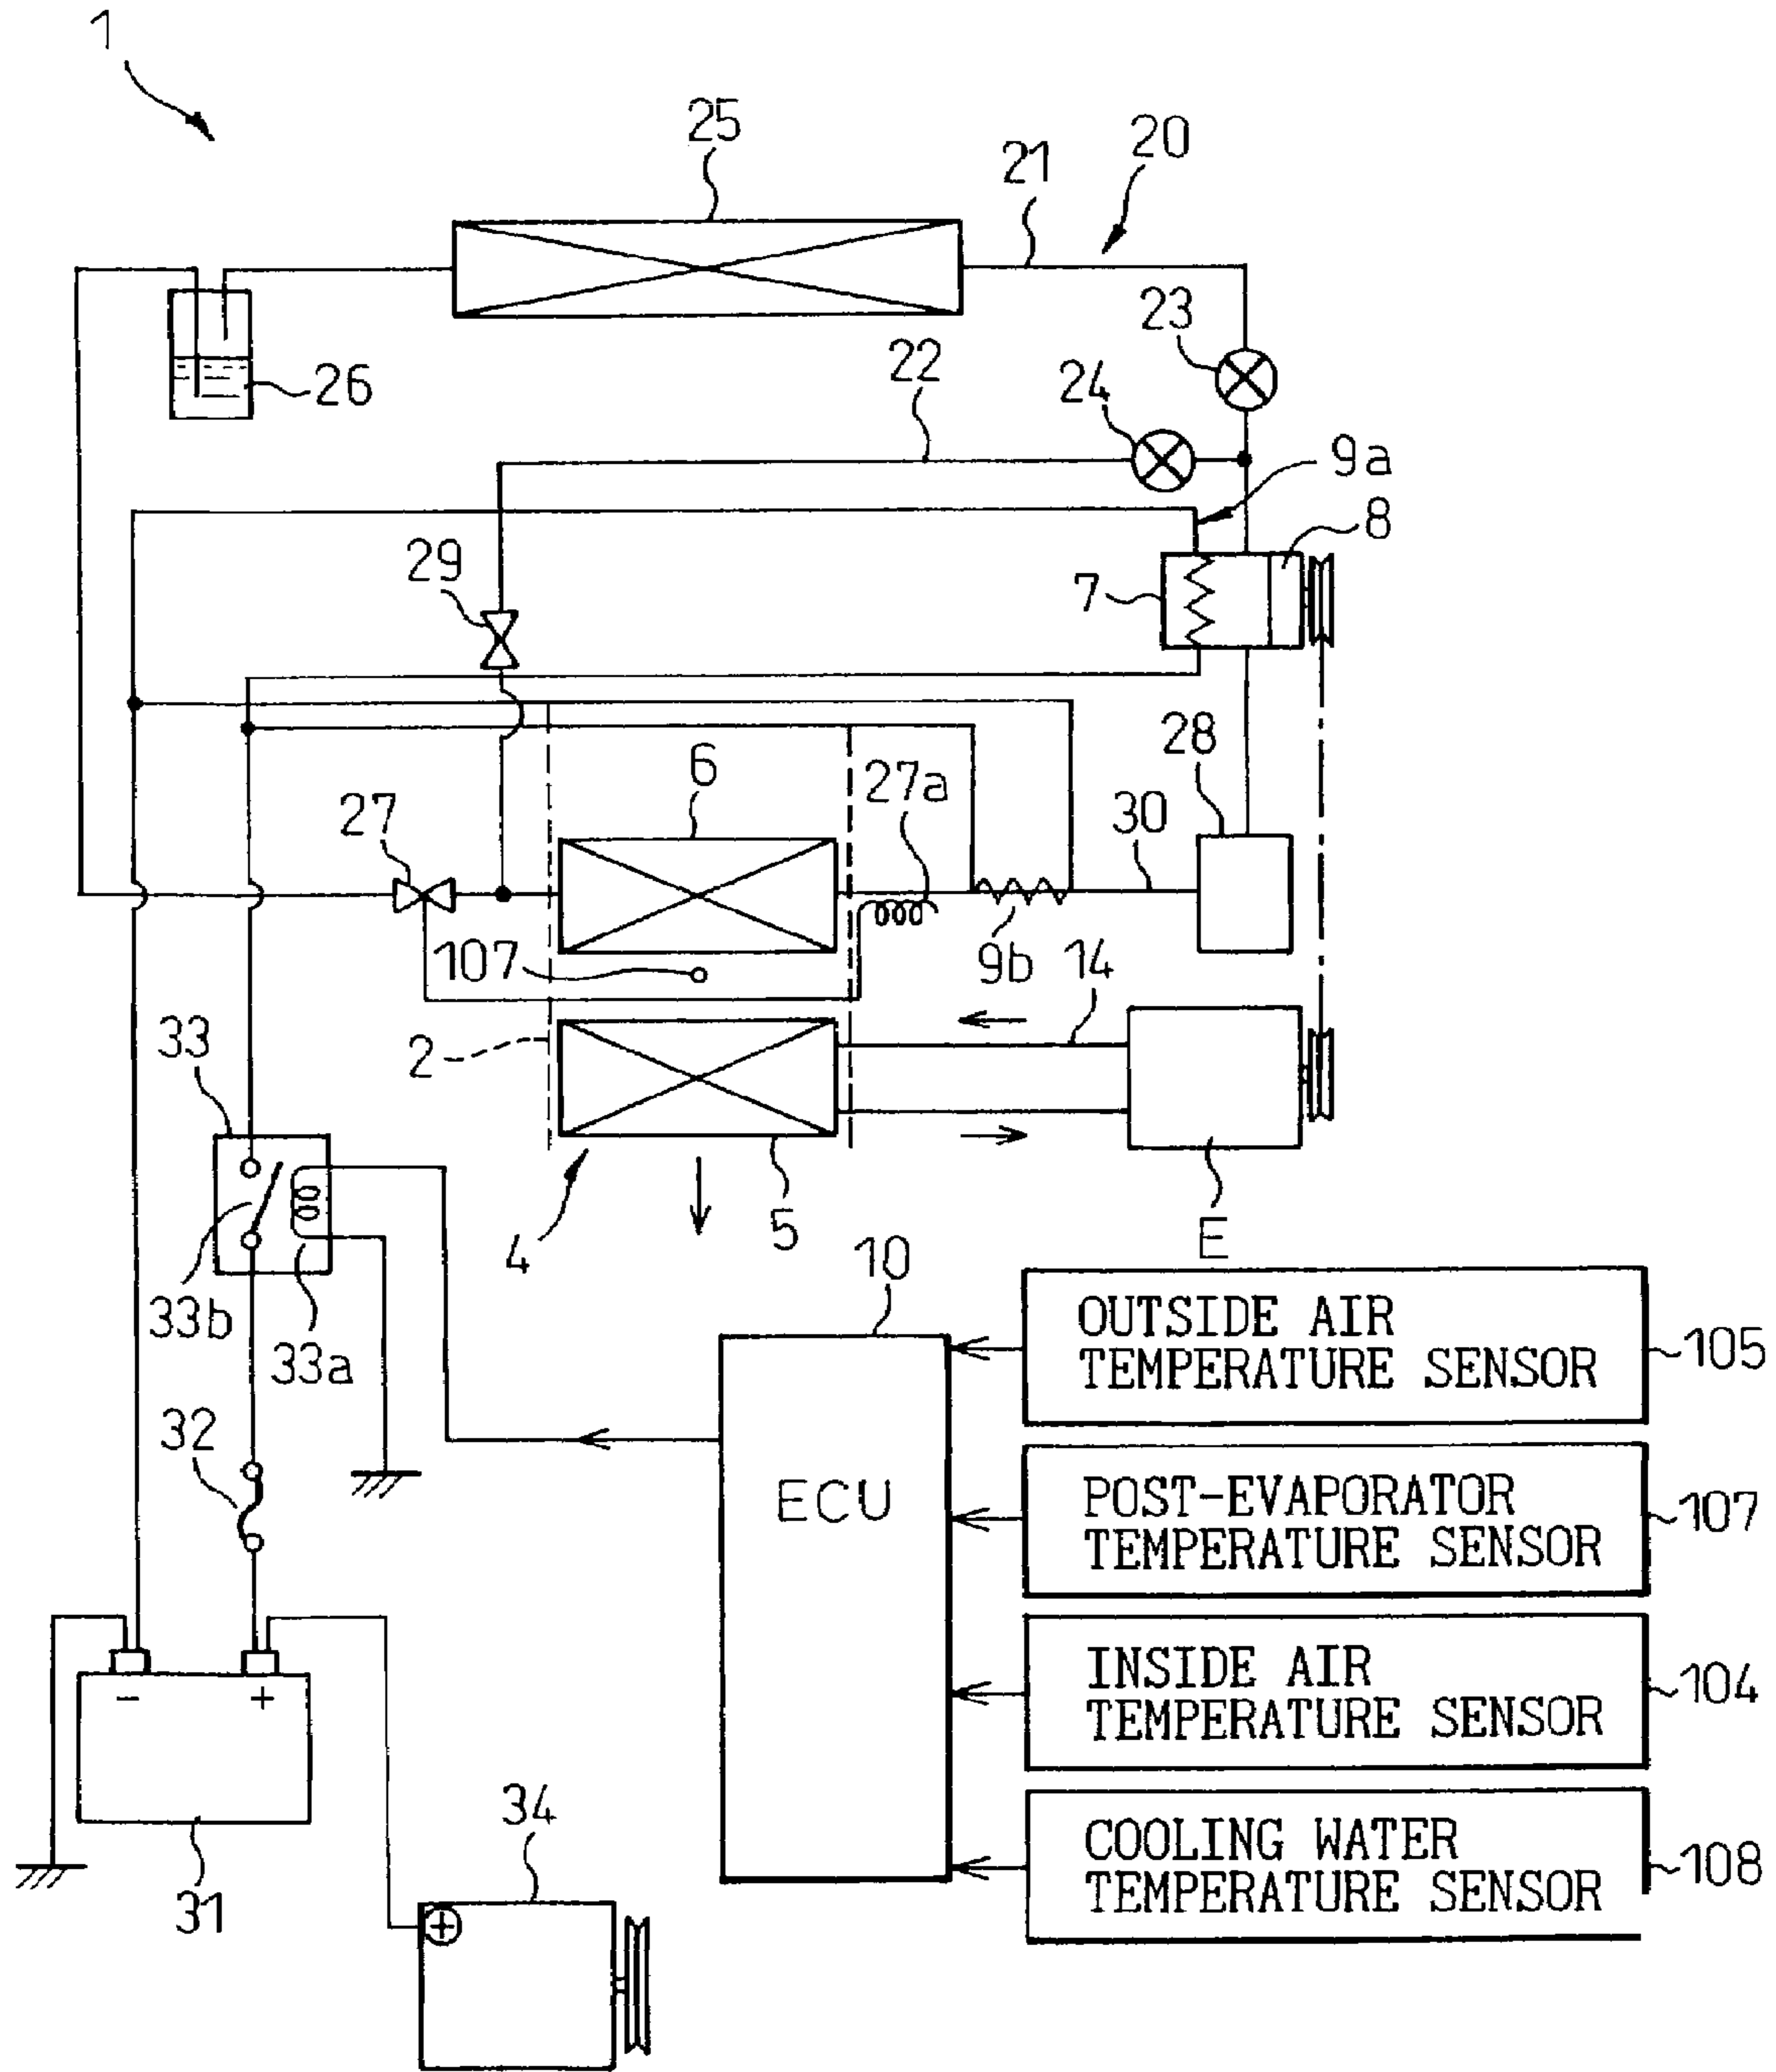 1
25
20
21
23
26
22
24
9a
8
29
7
28
6
27a
27
30
107
9b
14
2
33
4
5
E
10
33b
33a
OUTSIDE AIR
TEMPERATURE SENSOR
105
32
ECU
POST-EVAPORATOR
TEMPERATURE SENSOR
107
INSIDE AIR
TEMPERATURE SENSOR
104
− +
34
COOLING WATER
TEMPERATURE SENSOR
108
31
+